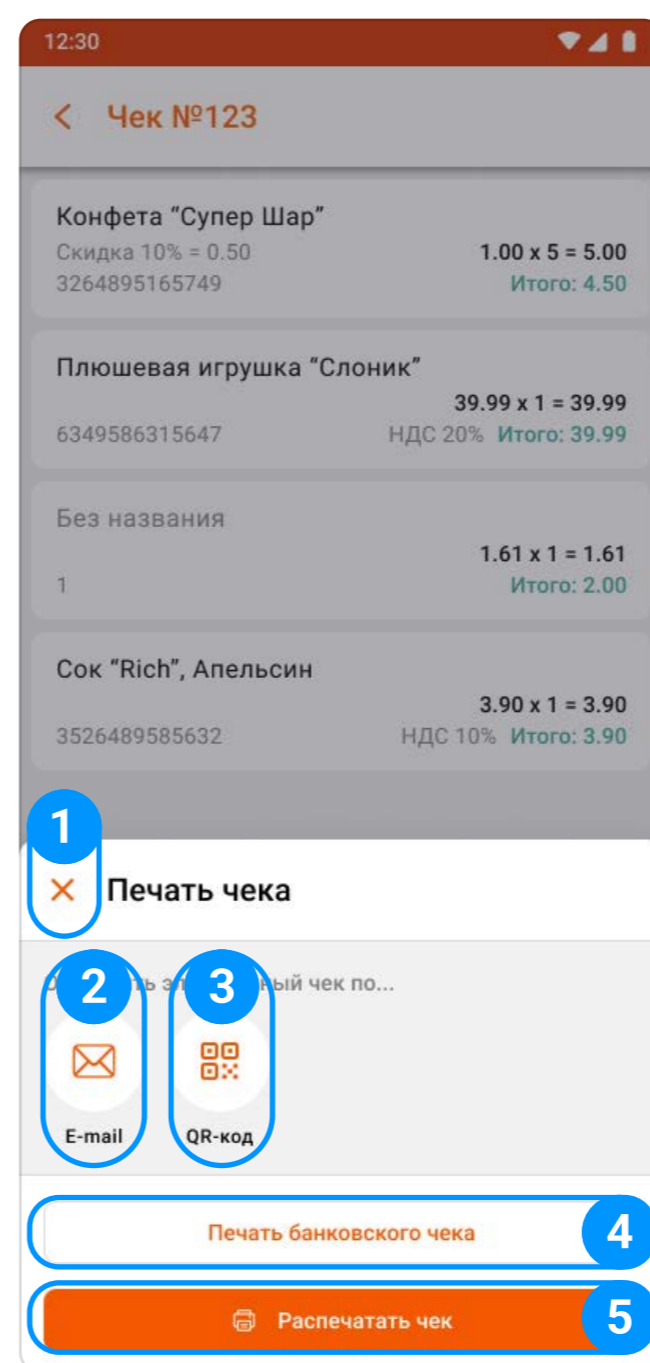 12:30
Чек №123
Конфета “Супер Шар”
Скидка 10% = 0.50
1.00 x 5 = 5.00
3264895165749
Итого: 4.50
Плюшевая игрушка “Слоник”
39.99 x 1 = 39.99
6349586315647
НДС 20% Итого: 39.99
Без названия
1.61 x 1 = 1.61
1
Итого: 2.00
Сок “Rich”, Апельсин
3.90 x 1 = 3.90
3526489585632
НДС 10% Итого: 3.90
1
Печать чека
2
3
чек по...
E-mail
QR-код
Печать банковского чека
4
Распечатать чек
5